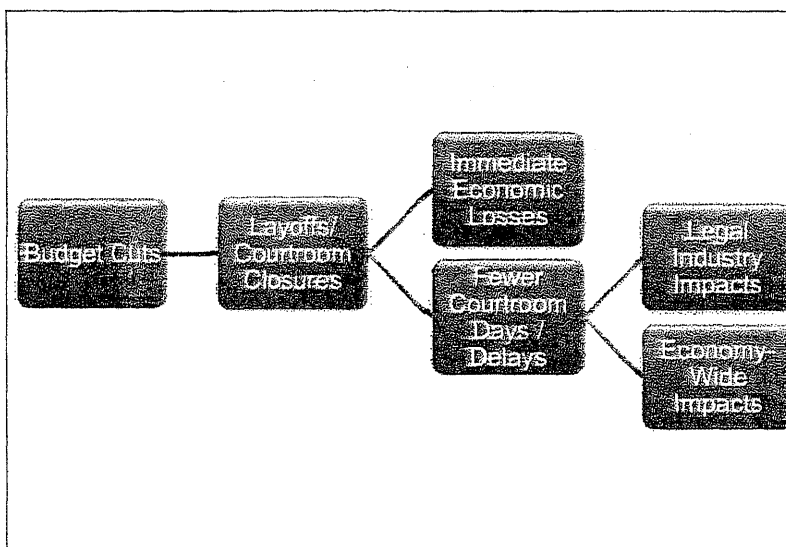 Budget Cuts
Layoffs/
Courtroom
Closures
Immediate
Economic
Losses
Fewer
Courtroom
Days /
Delays
Legal
Industry
Impacts
Economy-
Wide
Impacts